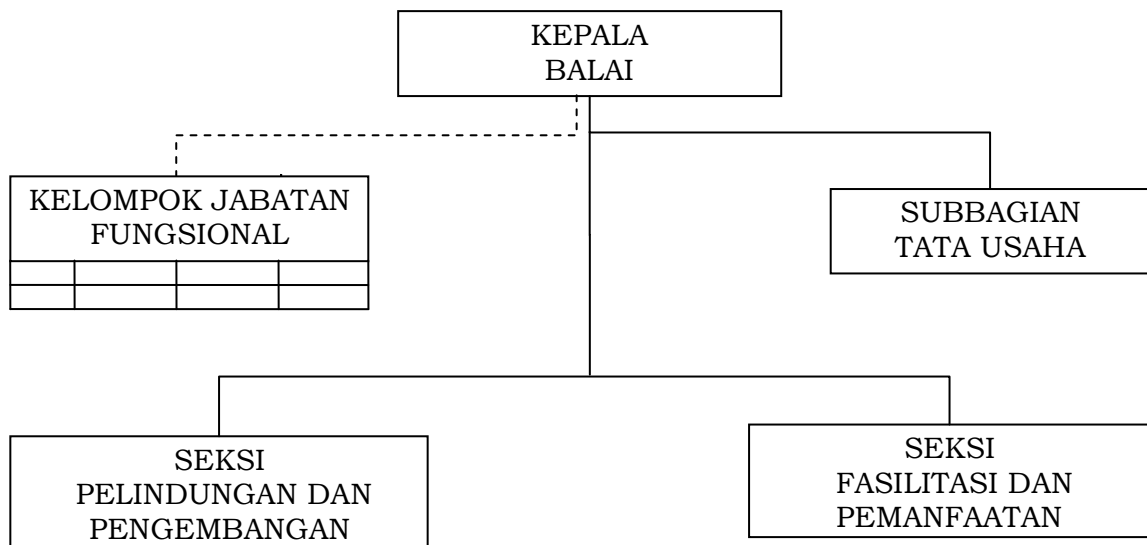 KEPALA
BALAI
KELOMPOK JABATAN
FUNGSIONAL
SUBBAGIAN
TATA USAHA
SEKSI
PELINDUNGAN DAN
PENGEMBANGAN
SEKSI
FASILITASI DAN
PEMANFAATAN